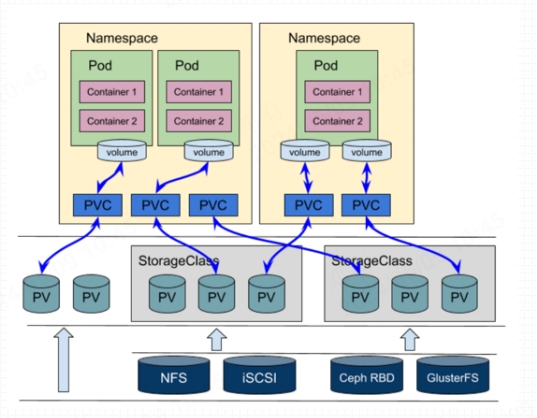 Namespace
Namespace
Pod
Pod
Pod
Container 1
Container 1
Container 1
Container 2
Container 2
Container 2
volume
volume
volume
volume
PVC
PVC
PVC
PVC
PVC
StorageClass
StorageClass
PV
PV
PV
PV
PV
PV
PV
PV
NFS
iSCSI
Ceph RBD
GlusterFS